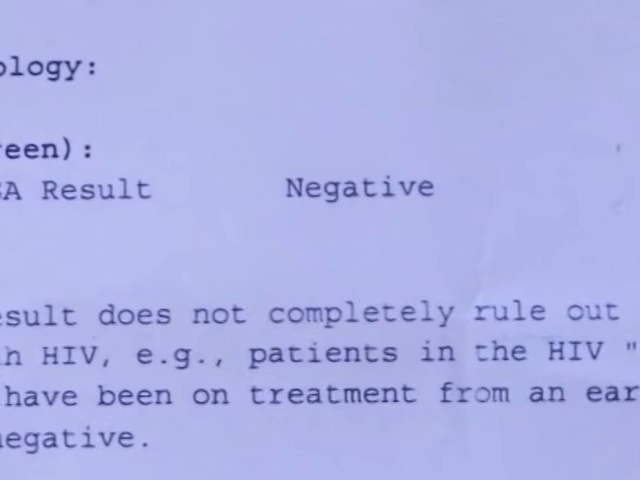 ology:
een):
A Result Negative
esult does not completely rule out
h HIV, e.g., patients in the HIV "
have been on treatment from an ear
egative.